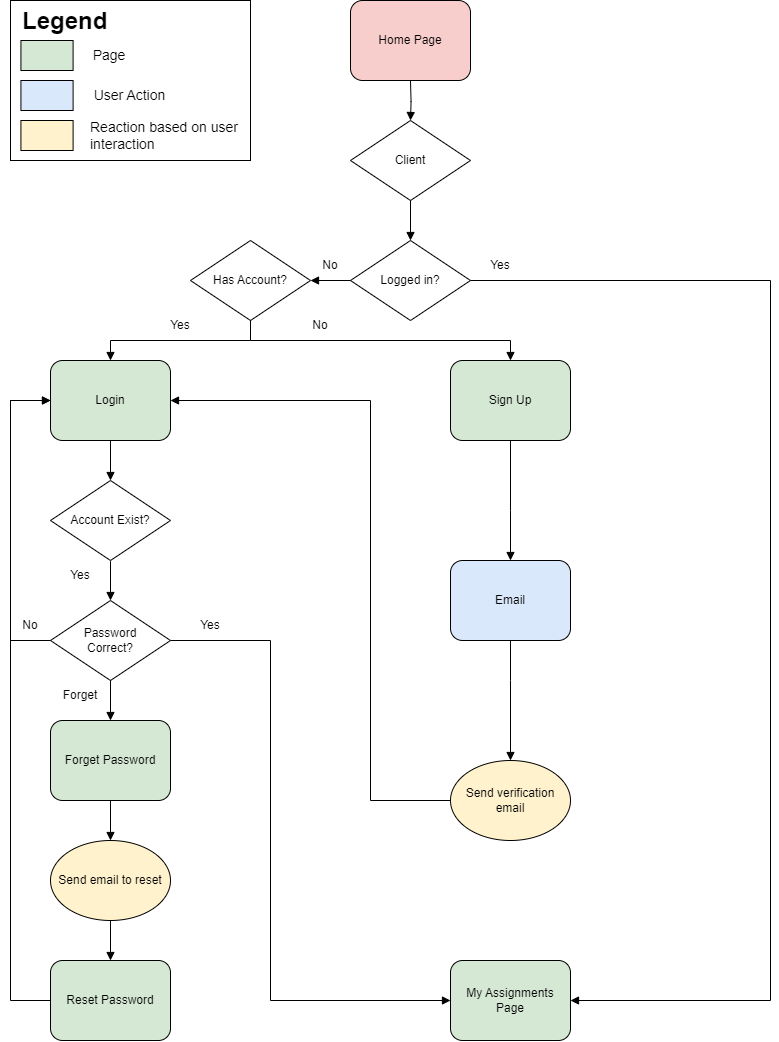 Legend
Page
User Action
Reaction based on user
interaction
Home Page
Client
Has Account?
No
Logged in?
Yes
Yes
No
Login
Sign Up
Account Exist?
Yes
Email
No
Password
Correct?
Yes
Forget
Forget Password
Send verification
email
Send email to reset
Reset Password
My Assignments
Page